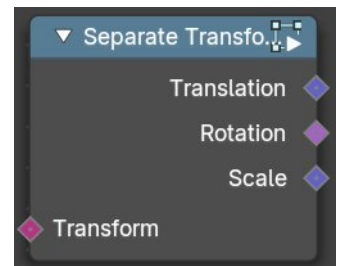 Separate Transfo...
Translation
Rotation
Scale
Transform